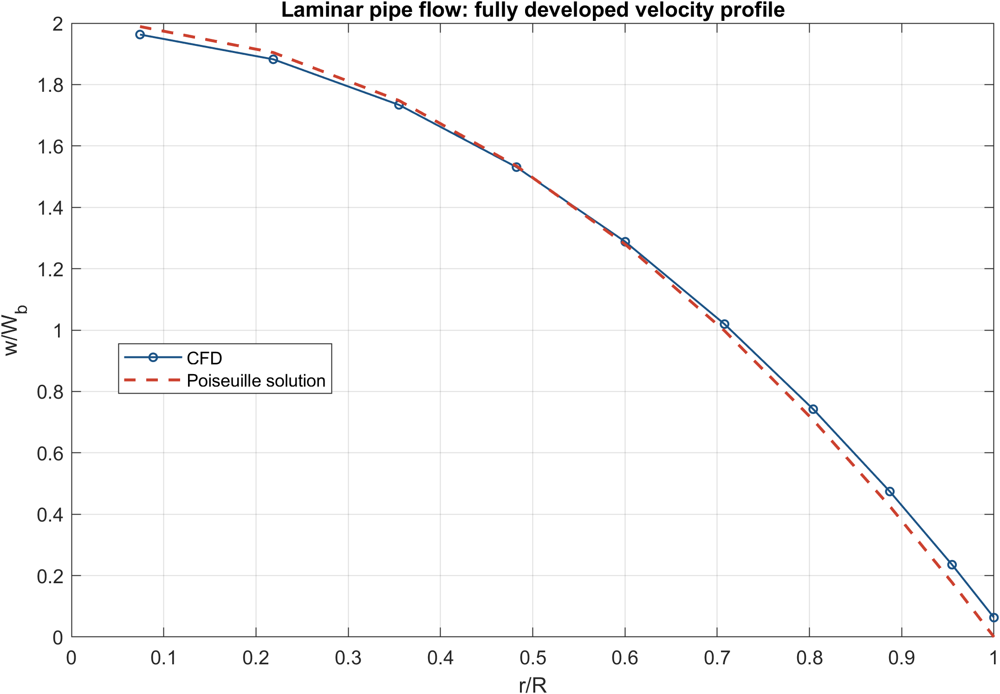 Laminar pipe flow: fully developed velocity profile
2
1.8
1.6
1.4
1.2
1
0.8
0.6
0.4
0.2
0
w/W_b
CFD
Poiseuille solution
0 0.1 0.2 0.3 0.4 0.5 0.6 0.7 0.8 0.9 1
r/R